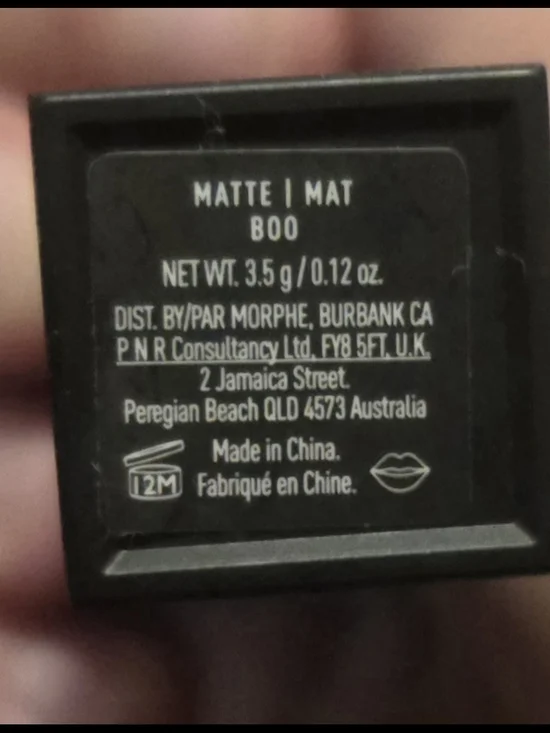 MATTE | MAT
BOO
NET WT. 3.5 g / 0.12 oz.
DIST. BY/PAR MORPHE, BURBANK CA
P N R Consultancy Ltd, FY8 5FT, U.K.
2 Jamaica Street.
Peregian Beach QLD 4573 Australia
Made in China.
12M Fabriqué en Chine.